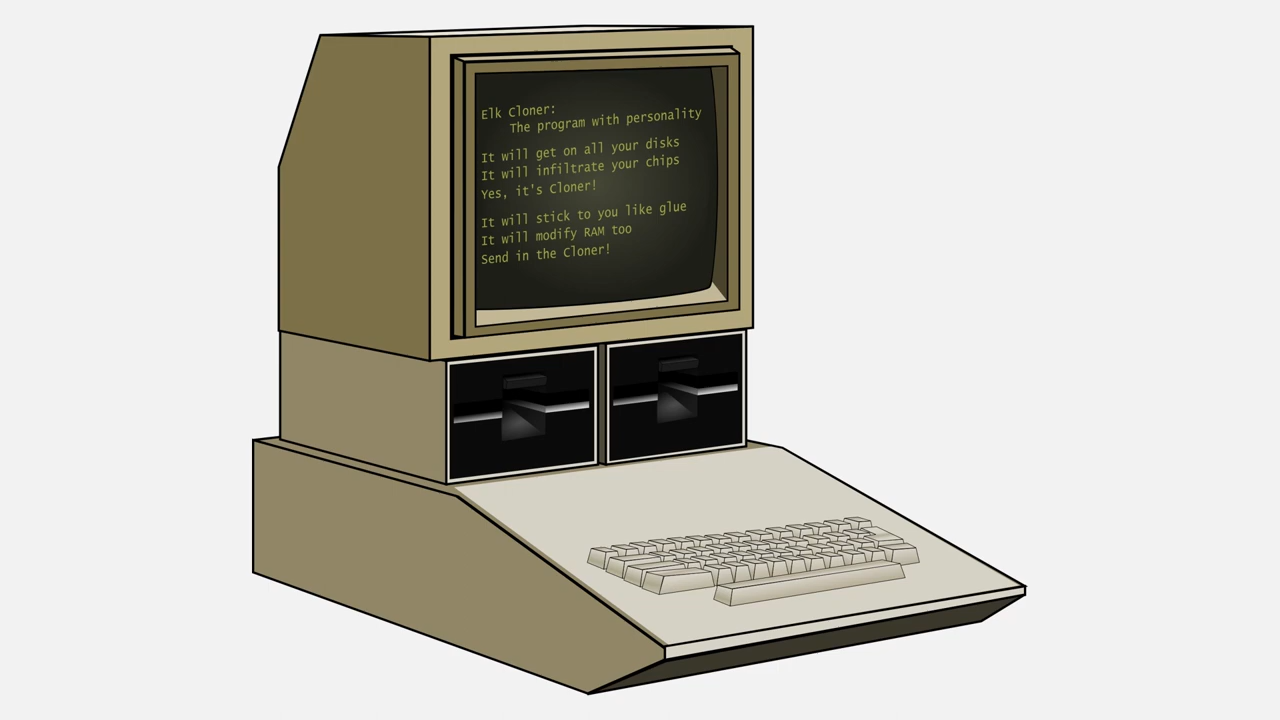 Elk Cloner:
The program with personality
It will get on all your disks
It will infiltrate your chips
Yes, it's Cloner!
It will stick to you like glue
It will modify RAM too
Send in the Cloner!